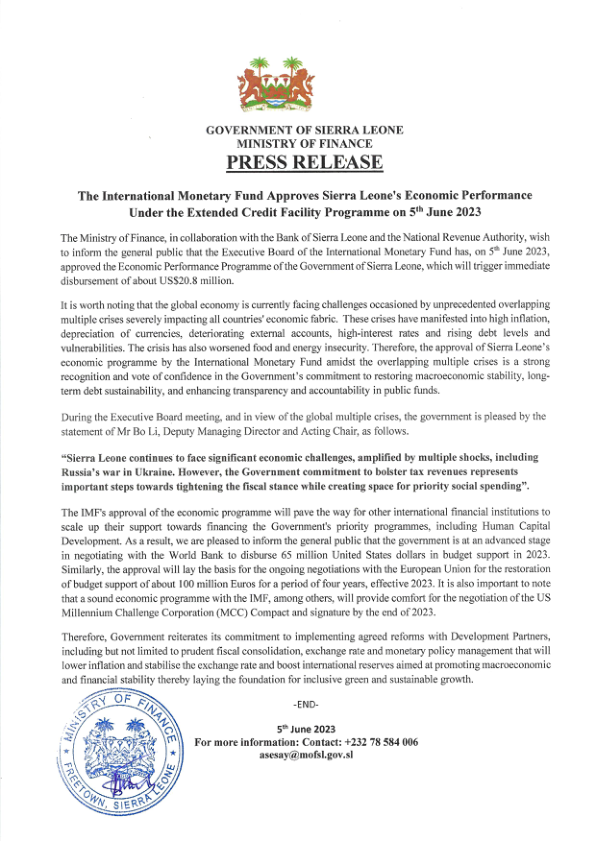 GOVERNMENT OF SIERRA LEONE
MINISTRY OF FINANCE
PRESS RELEASE
The International Monetary Fund Approves Sierra Leone's Economic Performance
Under the Extended Credit Facility Programme on 5th June 2023
The Ministry of Finance, in collaboration with the Bank of Sierra Leone and the National Revenue Authority, wish
to inform the general public that the Executive Board of the International Monetary Fund has, on 5th June 2023,
approved the Economic Performance Programme of the Government of Sierra Leone, which will trigger immediate
disbursement of about US$20.8 million.
It is worth noting that the global economy is currently facing challenges occasioned by unprecedented overlapping
multiple crises severely impacting all countries' economic fabric. These crises have manifested into high inflation,
depreciation of currencies, deteriorating external accounts, high-interest rates and rising debt levels and
vulnerabilities. The crisis has also worsened food and energy insecurity. Therefore, the approval of Sierra Leone's
economic programme by the International Monetary Fund amidst the overlapping multiple crises is a strong
recognition and vote of confidence in the Government's commitment to restoring macroeconomic stability, long-
term debt sustainability, and enhancing transparency and accountability in public funds.
During the Executive Board meeting, and in view of the global multiple crises, the government is pleased by the
statement of Mr Bo Li, Deputy Managing Director and Acting Chair, as follows.
“Sierra Leone continues to face significant economic challenges, amplified by multiple shocks, including
Russia's war in Ukraine. However, the Government commitment to bolster tax revenues represents
important steps towards tightening the fiscal stance while creating space for priority social spending”.
The IMF's approval of the economic programme will pave the way for other international financial institutions to
scale up their support towards financing the Government's priority programmes, including Human Capital
Development. As a result, we are pleased to inform the general public that the government is at an advanced stage
in negotiating with the World Bank to disburse 65 million United States dollars in budget support in 2023.
Similarly, the approval will lay the basis for the ongoing negotiations with the European Union for the restoration
of budget support of about 100 million Euros for a period of four years, effective 2023. It is also important to note
that a sound economic programme with the IMF, among others, will provide comfort for the negotiation of the US
Millennium Challenge Corporation (MCC) Compact and signature by the end of 2023.
Therefore, Government reiterates its commitment to implementing agreed reforms with Development Partners,
including but not limited to prudent fiscal consolidation, exchange rate and monetary policy management that will
lower inflation and stabilise the exchange rate and boost international reserves aimed at promoting macroeconomic
and financial stability thereby laying the foundation for inclusive green and sustainable growth.
-END-
5th June 2023
For more information: Contact: +232 78 584 006
asesay@mofsl.gov.sl
MINISTRY OF FINANCE
FREETOWN, SIERRA LEONE